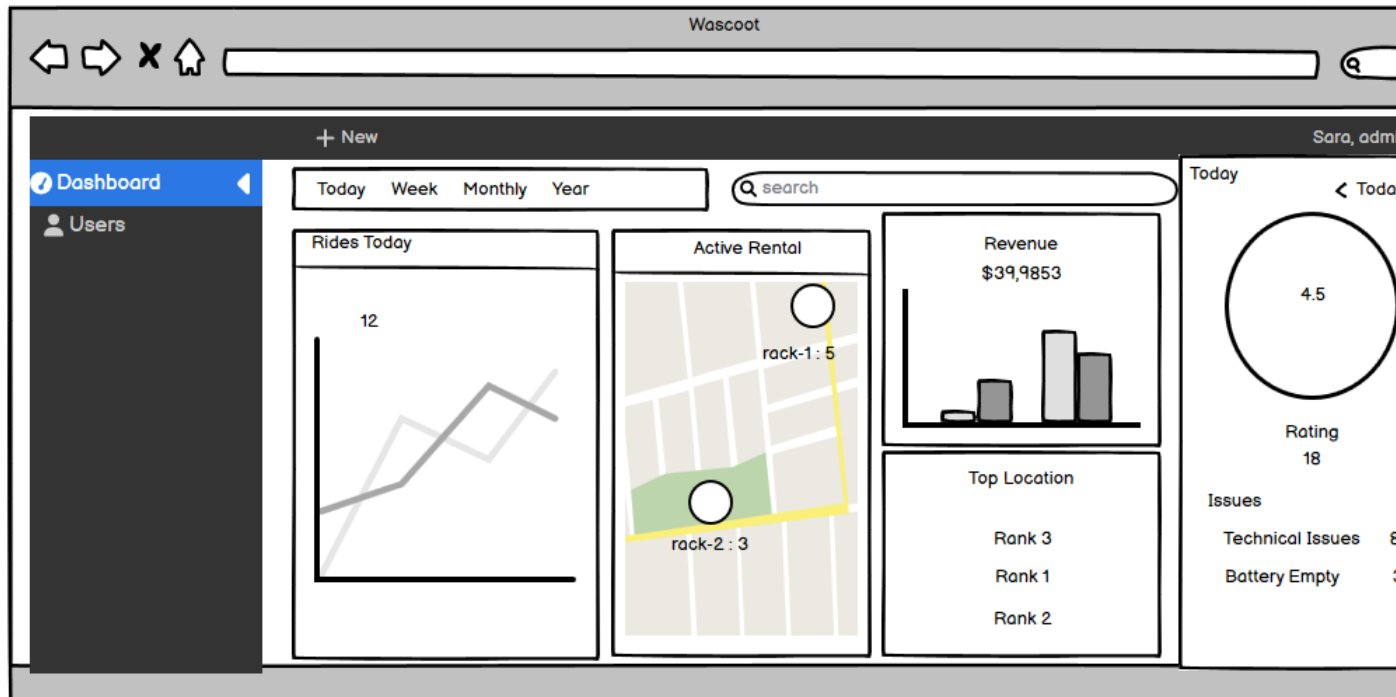 Wascoot
New
Sara, admi
Dashboard
Users
Today Week Monthly Year
search
Rides Today
12
Active Rental
rack-1 : 5
rack-2 : 3
Revenue
$39,9853
Top Location
Rank 3
Rank 1
Rank 2
Today
< Toda
4.5
Rating
18
Issues
Technical Issues
Battery Empty